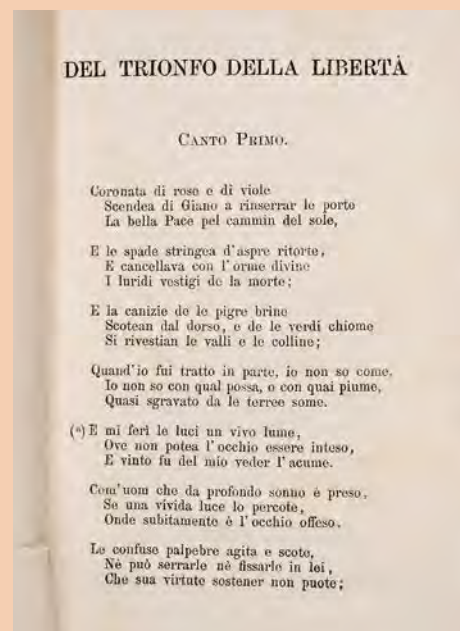 DEL TRIONFO DELLA LIBERTÀ
CANTO PRIMO.
Coronata di rose e di viole
Scendea di Giano a rinserrar le porte
La bella Pace pel cammin del sole,
E le spade stringea d'aspre ritorte,
E cancellava con l'orme divine
I luridi vestigi de la morte;
E la canizie de le pigre brine
Scotean dal dorso, e de le verdi chiome
Si rivestian le valli e le colline;
Quand'io fui tratto in parte, io non so come,
Io non so con qual possa, o con quai piume,
Quasi sgravato da le terree some.
(a) E mi ferì le luci un vivo lume,
Ove non potea l'occhio essere inteso,
E vinto fu del mio veder l'acume.
Com'uom che da profondo sonno è preso,
Se una vivida luce lo percote,
Onde subitamente è l'occhio offeso,
Le confuse palpebre agita e scote,
Nè può serrarle nè fissarle in lei,
Che sua virtute sostener non puote;